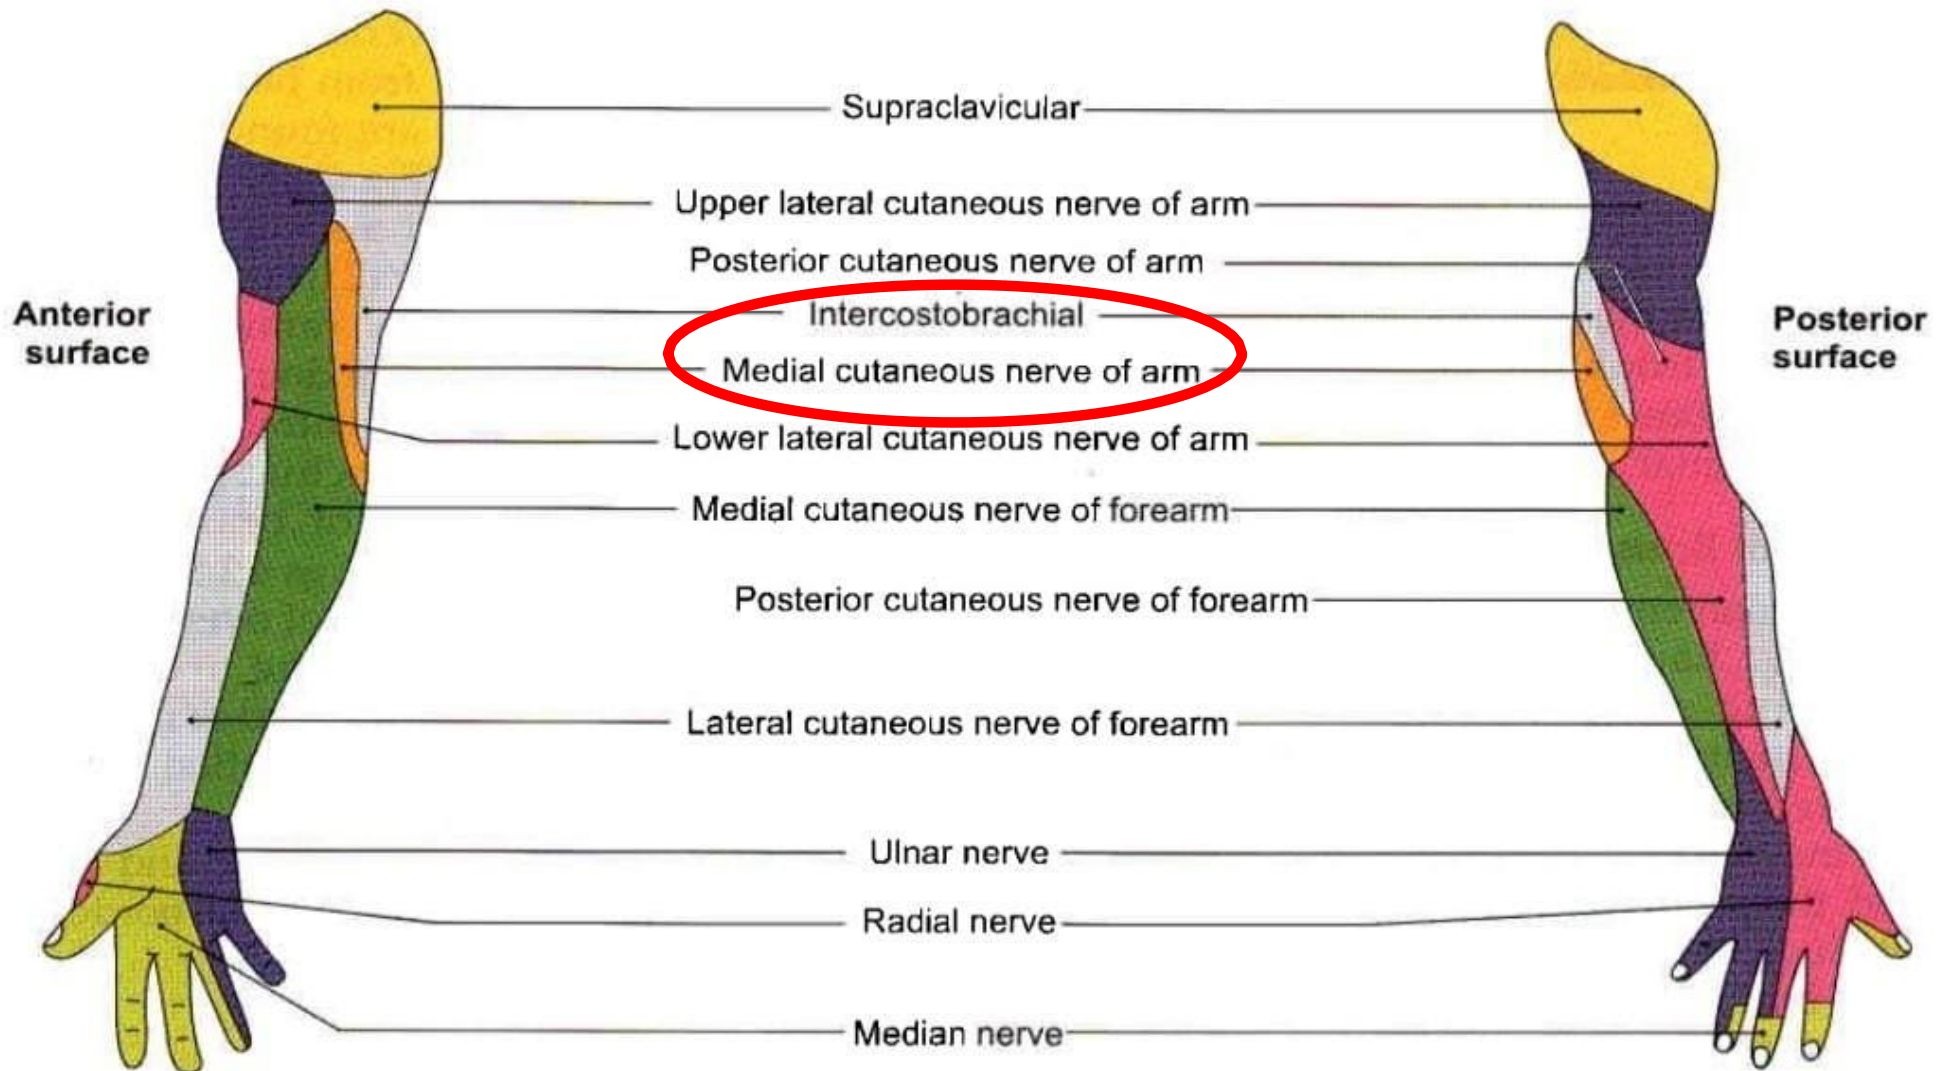 Supraclavicular
Upper lateral cutaneous nerve of arm
Posterior cutaneous nerve of arm
Anterior
surface
Intercostobrachial
Posterior
surface
Medial cutaneous nerve of arm
Lower lateral cutaneous nerve of arm
Medial cutaneous nerve of forearm
Posterior cutaneous nerve of forearm
Lateral cutaneous nerve of forearm
Ulnar nerve
Radial nerve
Median nerve